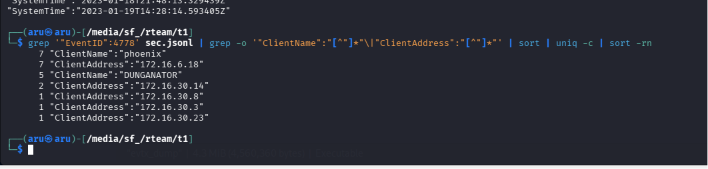 "SystemTime":"2023-01-18T21:48:13.329439Z"
"SystemTime":"2023-01-19T14:28:14.593405Z"
┌──(aru㉿aru)-[/media/sf_/rteam/t1]
└─$ grep '"EventID":4778' sec.jsonl | grep -o '"ClientName":"[^"]*"\|"ClientAddress":"[^"]*"' | sort | uniq -c | sort -rn
7 "ClientName":"phoenix"
7 "ClientAddress":"172.16.6.18"
5 "ClientName":"DUNGANATOR"
2 "ClientAddress":"172.16.30.14"
1 "ClientAddress":"172.16.30.8"
1 "ClientAddress":"172.16.30.3"
1 "ClientAddress":"172.16.30.23"
┌──(aru㉿aru)-[/media/sf_/rteam/t1]
└─$